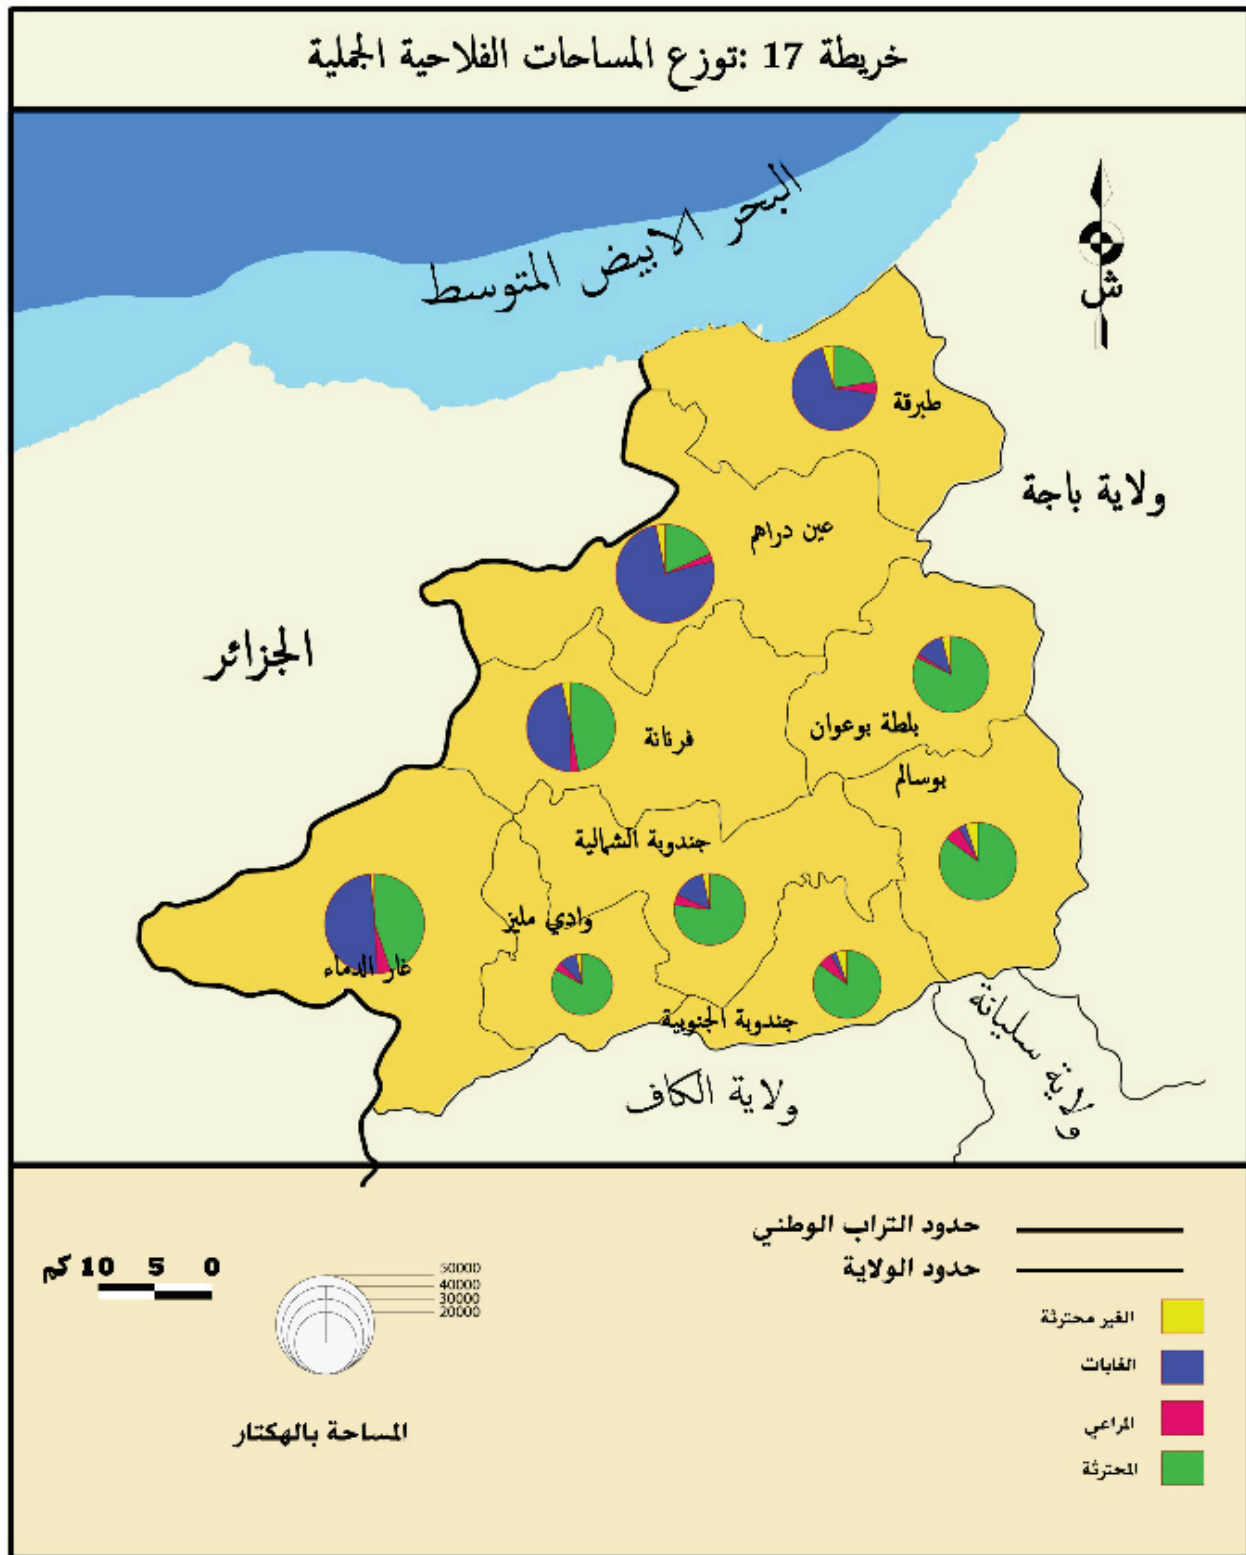 خريطة 17 :توزع المساحات الفلاحية الجملية
البحر الابيض المتوسط
ش
طبرقة
ولاية باجة
عين دراهم
الجزائر
بلطة بوعوان
فرنانة
بوسالم
جندوبة الشمالية
وادي مليز
غار الدماء
جندوبة الجنوبية
ولاية سليانة
ولاية الكاف
حدود التراب الوطني
حدود الولاية
0 5 10 كم
50000
40000
30000
20000
المساحة بالهكتار
الغير محترثة
الغابات
المراعي
المحترثة